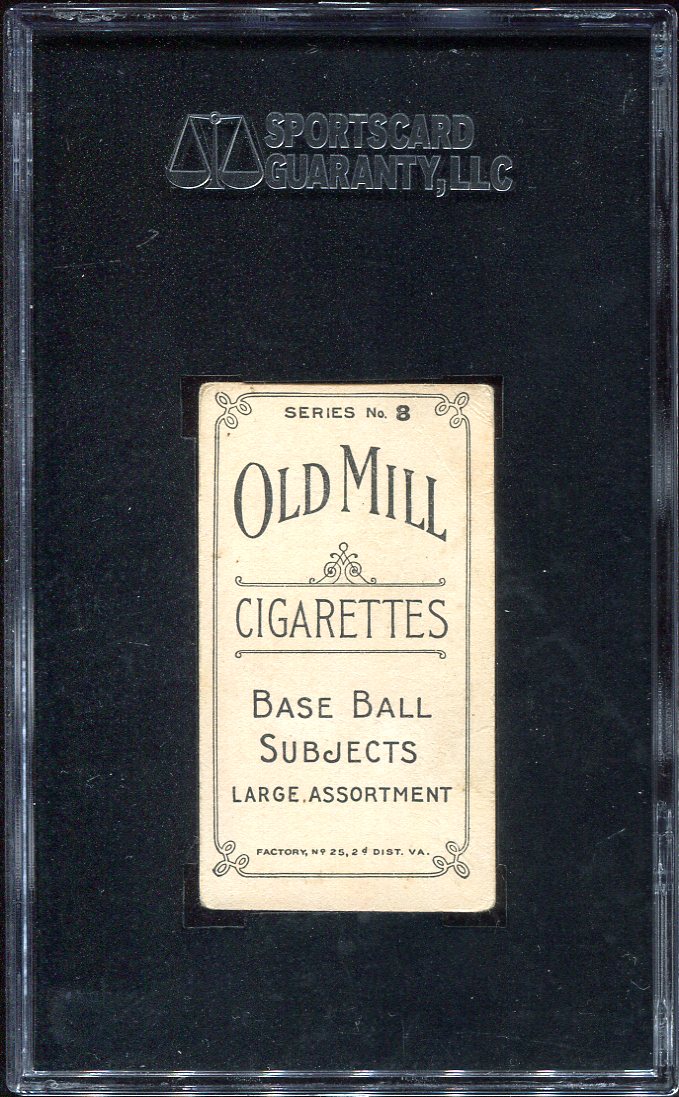 SPORTSCARD
GUARANTY, LLC
SERIES No. 8
OLD MILL
CIGARETTES
BASE BALL
SUBJECTS
LARGE ASSORTMENT
FACTORY, Nº 25, 2d DIST. VA.